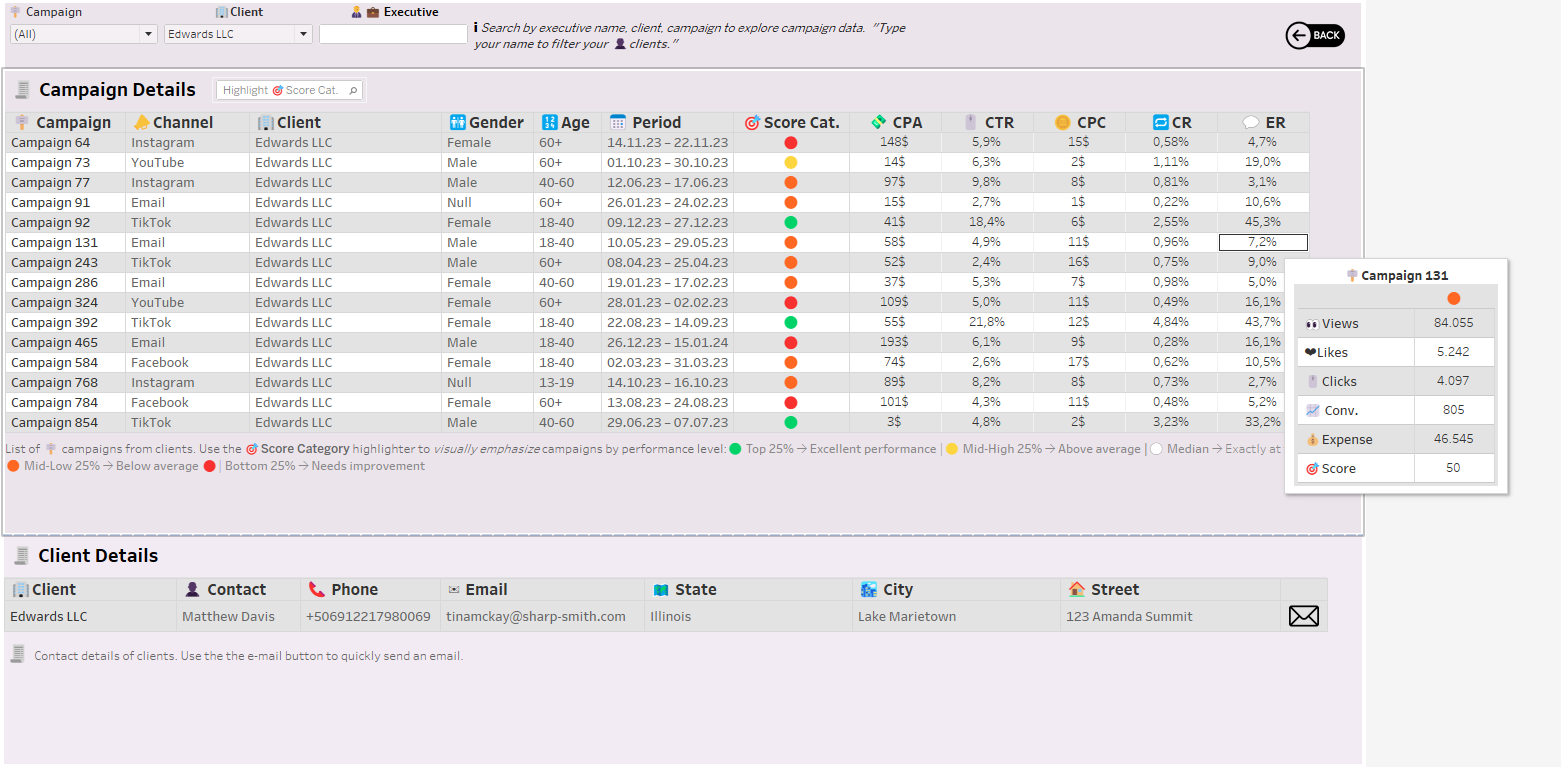 Campaign Client Executive
(All) Edwards LLC
i Search by executive name, client, campaign to explore campaign data. "Type
your name to filter your clients."
BACK
Campaign Details Highlight Score Cat.
Campaign Channel Client Gender Age Period Score Cat. CPA CTR CPC CR ER
Campaign 64 Instagram Edwards LLC Female 60+ 14.11.23 – 22.11.23 148$ 5,9% 15$ 0,58% 4,7%
Campaign 73 YouTube Edwards LLC Male 60+ 01.10.23 – 30.10.23 14$ 6,3% 2$ 1,11% 19,0%
Campaign 77 Instagram Edwards LLC Male 40-60 12.06.23 – 17.06.23 97$ 9,8% 8$ 0,81% 3,1%
Campaign 91 Email Edwards LLC Null 60+ 26.01.23 – 24.02.23 15$ 2,7% 1$ 0,22% 10,6%
Campaign 92 TikTok Edwards LLC Female 18-40 09.12.23 – 27.12.23 41$ 18,4% 6$ 2,55% 45,3%
Campaign 131 Email Edwards LLC Male 18-40 10.05.23 – 29.05.23 58$ 4,9% 11$ 0,96% 7,2%
Campaign 243 TikTok Edwards LLC Male 60+ 08.04.23 – 25.04.23 52$ 2,4% 16$ 0,75% 9,0%
Campaign 286 Email Edwards LLC Female 40-60 19.01.23 – 17.02.23 37$ 5,3% 7$ 0,98% 5,0%
Campaign 324 YouTube Edwards LLC Female 60+ 28.01.23 – 02.02.23 109$ 5,0% 11$ 0,49% 16,1%
Campaign 392 TikTok Edwards LLC Female 18-40 22.08.23 – 14.09.23 55$ 21,8% 12$ 4,84% 43,7%
Campaign 465 Email Edwards LLC Male 18-40 26.12.23 – 15.01.24 193$ 6,1% 9$ 0,28% 16,1%
Campaign 584 Facebook Edwards LLC Female 18-40 02.03.23 – 31.03.23 74$ 2,6% 17$ 0,62% 10,5%
Campaign 768 Instagram Edwards LLC Null 13-19 14.10.23 – 16.10.23 89$ 8,2% 8$ 0,73% 2,7%
Campaign 784 Facebook Edwards LLC Female 60+ 13.08.23 – 24.08.23 101$ 4,3% 11$ 0,48% 5,2%
Campaign 854 TikTok Edwards LLC Male 40-60 29.06.23 – 07.07.23 3$ 4,8% 2$ 3,23% 33,2%
List of campaigns from clients. Use the Score Category highlighter to visually emphasize campaigns by performance level: Top 25% → Excellent performance | Mid-High 25% → Above average | Median → Exactly at
Mid-Low 25% → Below average | Bottom 25% → Needs improvement
Campaign 131
Views 84.055
Likes 5.242
Clicks 4.097
Conv. 805
Expense 46.545
Score 50
Client Details
Client Contact Phone Email State City Street
Edwards LLC Matthew Davis +506912217980069 tinamckay@sharp-smith.com Illinois Lake Marietown 123 Amanda Summit
Contact details of clients. Use the the e-mail button to quickly send an email.